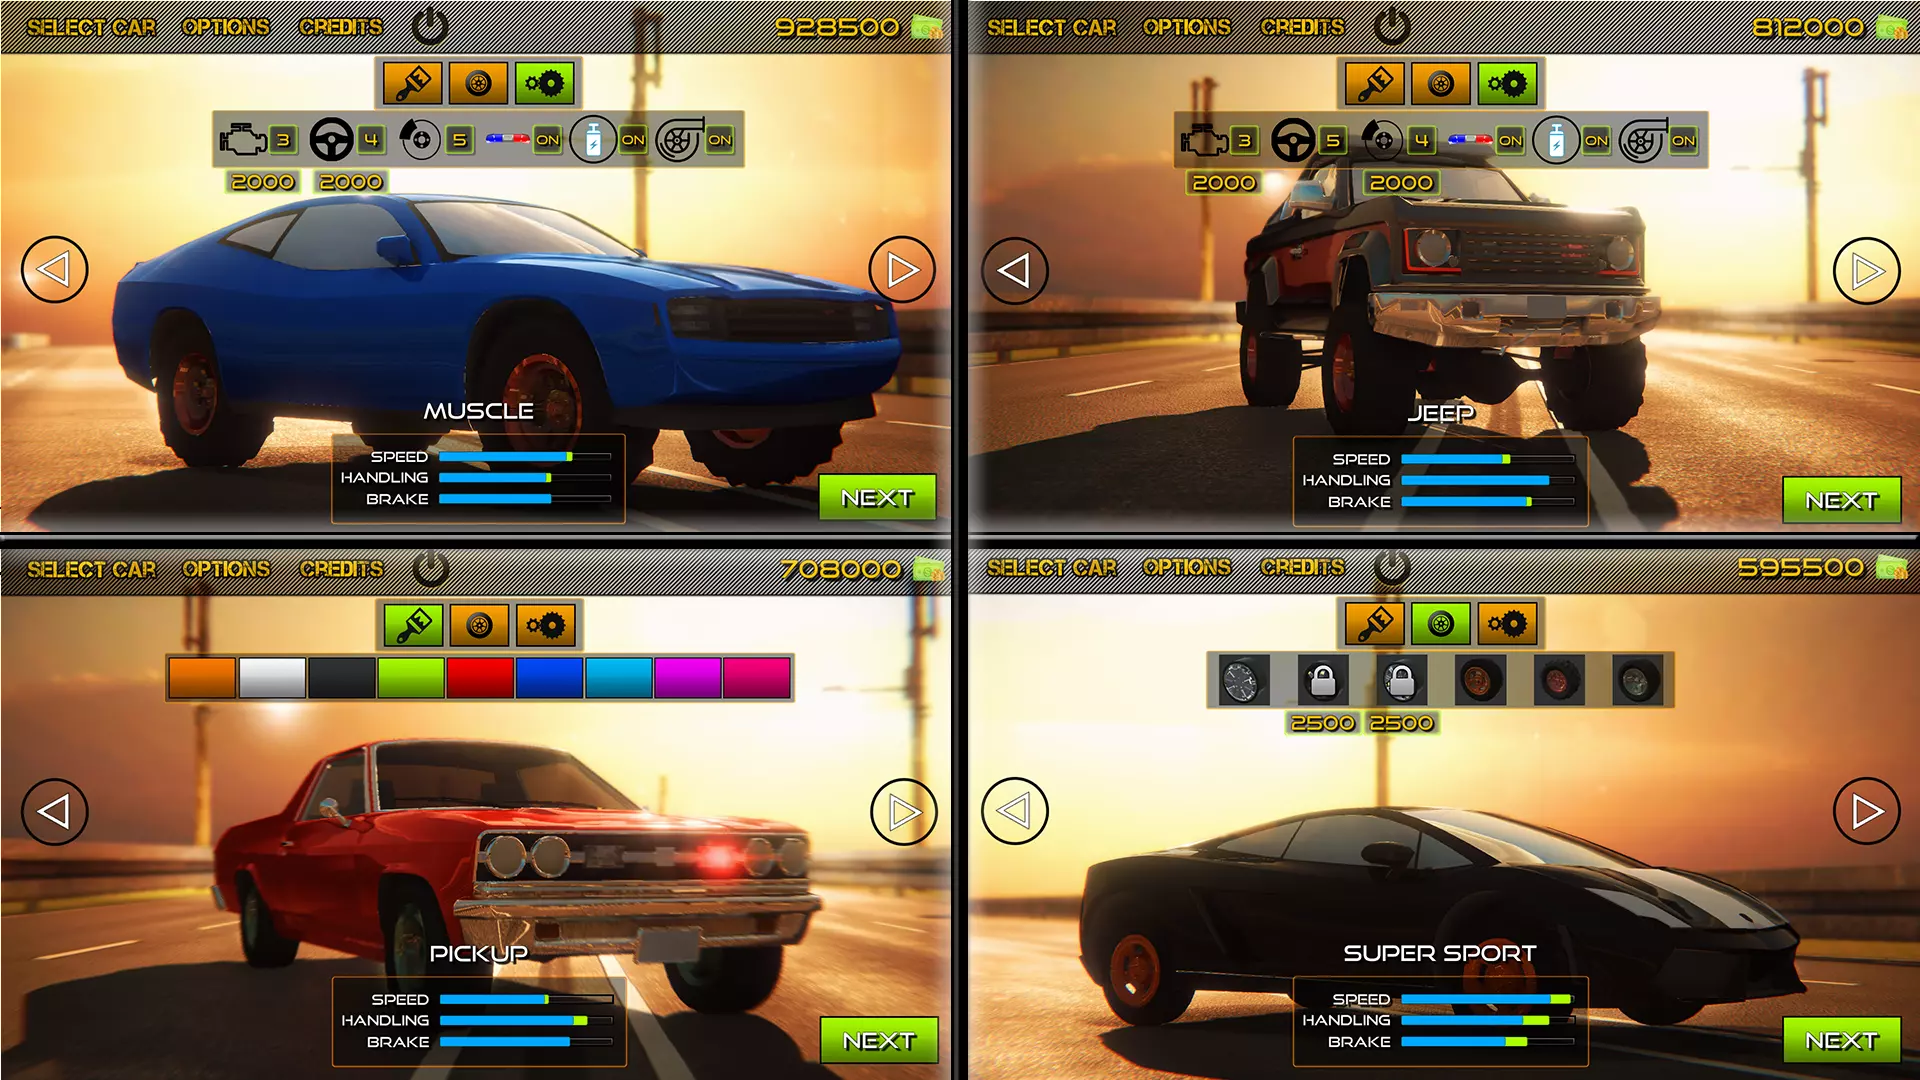 SELECT CAR OPTIONS CREDITS 928500
3 4 5 ON ON ON
2000 2000
MUSCLE
SPEED
HANDLING
BRAKE
NEXT
SELECT CAR OPTIONS CREDITS 812000
3 5 4 ON ON ON
2000 2000
JEEP
SPEED
HANDLING
BRAKE
NEXT
SELECT CAR OPTIONS CREDITS 708000
PICKUP
SPEED
HANDLING
BRAKE
NEXT
SELECT CAR OPTIONS CREDITS 595500
2500 2500
SUPER SPORT
SPEED
HANDLING
BRAKE
NEXT